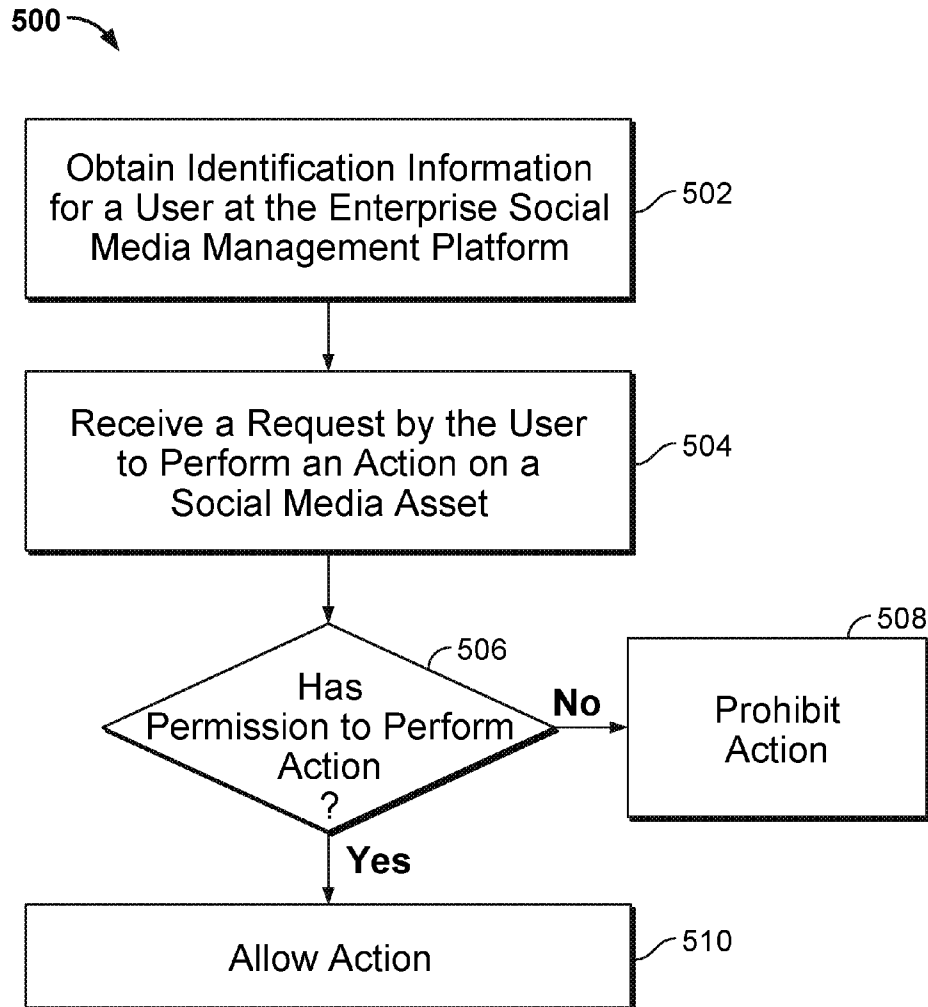 500
Obtain Identification Information
for a User at the Enterprise Social
Media Management Platform
502
Receive a Request by the User
to Perform an Action on a
Social Media Asset
504
506
Has
Permission to Perform
Action
?
No
508
Prohibit
Action
Yes
Allow Action
510